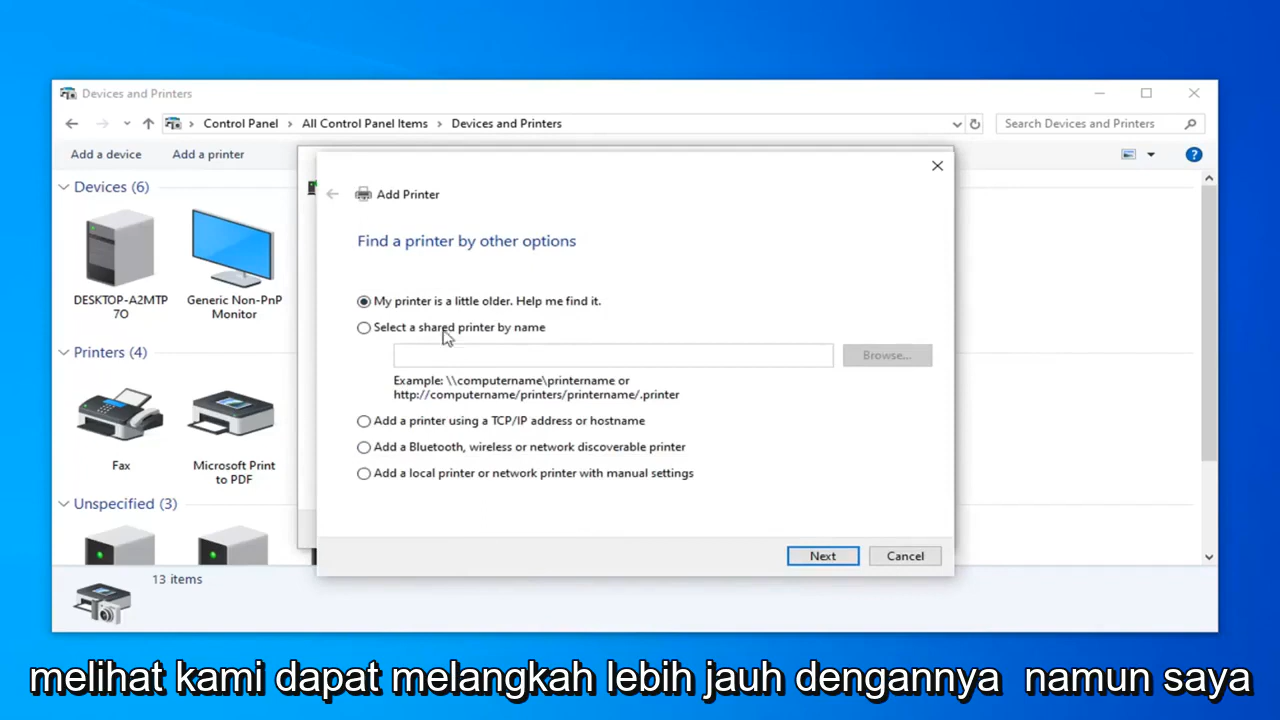 Devices and Printers
Control Panel > All Control Panel Items > Devices and Printers
Search Devices and Printers
Add a device Add a printer
Devices (6)
DESKTOP-A2MTP
7O
Generic Non-PnP
Monitor
Printers (4)
Fax
Microsoft Print
to PDF
Unspecified (3)
13 items
Add Printer
Find a printer by other options
My printer is a little older. Help me find it.
Select a shared printer by name
Browse...
Example: \\computername\printername or
http://computername/printers/printername/.printer
Add a printer using a TCP/IP address or hostname
Add a Bluetooth, wireless or network discoverable printer
Add a local printer or network printer with manual settings
Next Cancel
melihat kami dapat melangkah lebih jauh dengannya namun saya